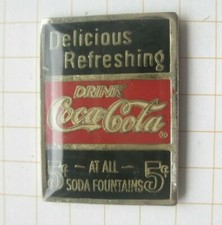 Delicious
Refreshing
DRINK
Coca-Cola
5¢ AT ALL 5¢
SODA FOUNTAINS